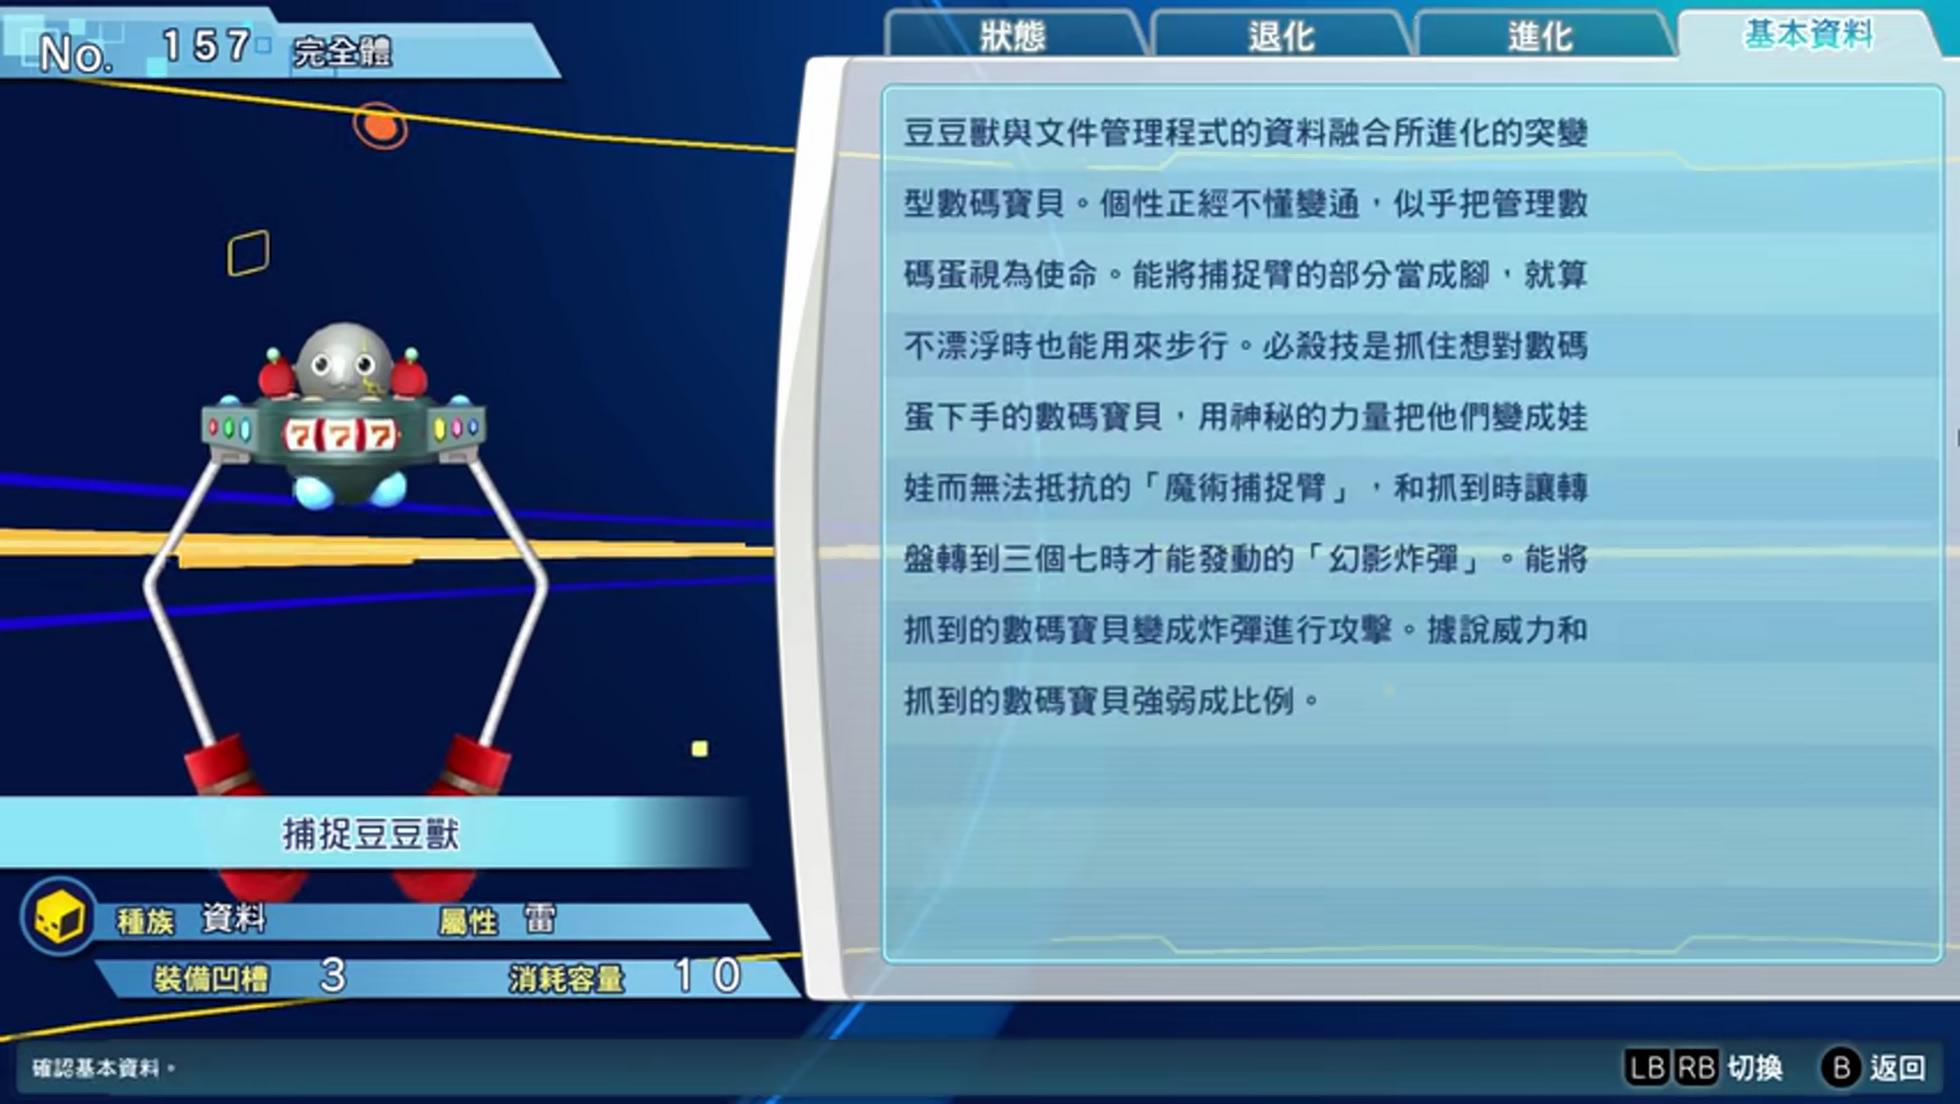 No. 157 完全體
狀態 退化 進化 基本資料
豆豆獸與文件管理程式的資料融合所進化的突變
型數碼寶貝。個性正經不懂變通，似乎把管理數
碼蛋視為使命。能將捕捉臂的部分當成腳，就算
不漂浮時也能用來步行。必殺技是抓住想對數碼
蛋下手的數碼寶貝，用神秘的力量把他們變成娃
娃而無法抵抗的「魔術捕捉臂」，和抓到時讓轉
盤轉到三個七時才能發動的「幻影炸彈」。能將
抓到的數碼寶貝變成炸彈進行攻擊。據說威力和
抓到的數碼寶貝強弱成比例。
777
捕捉豆豆獸
種族 資料 屬性 雷
裝備凹槽 3 消耗容量 10
確認基本資料。
LB RB 切換 B 返回